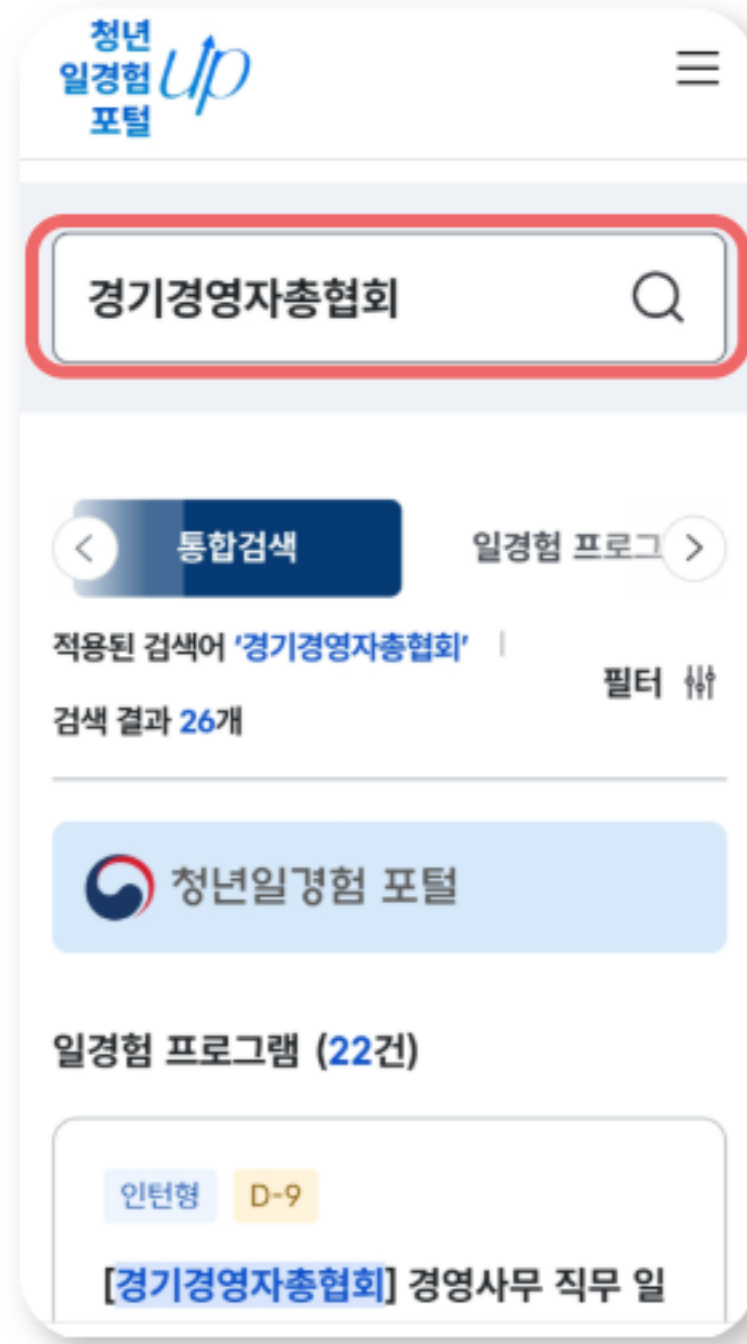 청년
일경험
포털
Up
경기경영자총협회
통합검색
일경험 프로그
적용된 검색어 '경기경영자총협회'
필터
검색 결과 26개
청년일경험 포털
일경험 프로그램 (22건)
인턴형 D-9
[경기경영자총협회] 경영사무 직무 일